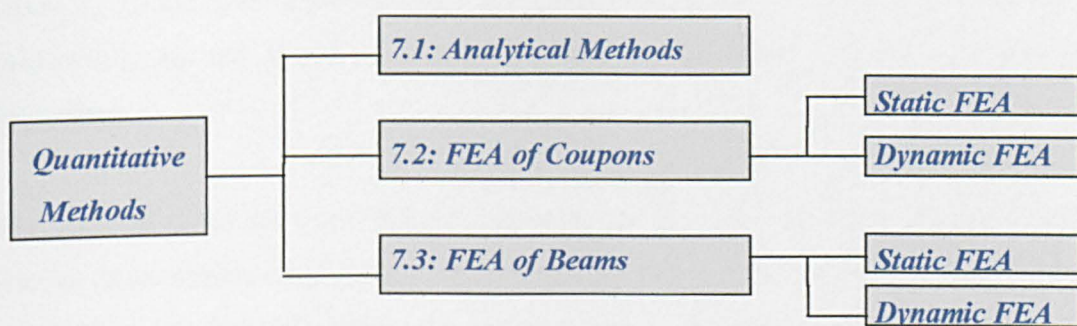 7.1: Analytical Methods
Static FEA
Quantitative
Methods
7.2: FEA of Coupons
Dynamic FEA
7.3: FEA of Beams
Static FEA
Dynamic FEA